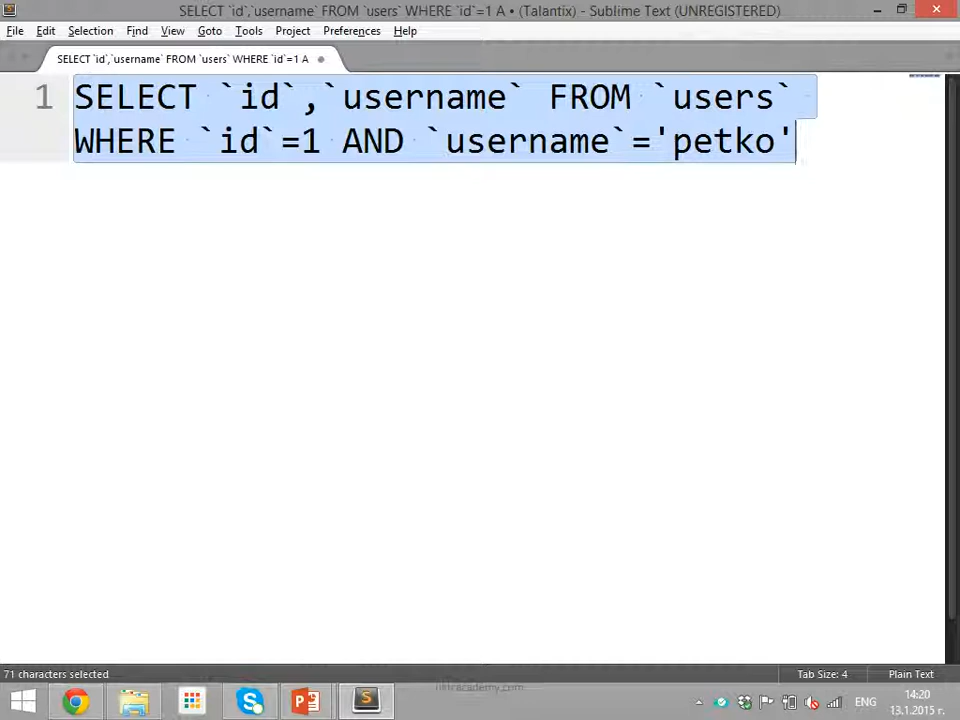 SELECT `id`,`username` FROM `users` WHERE `id`=1 A • (Talantix) - Sublime Text (UNREGISTERED)
File Edit Selection Find View Goto Tools Project Preferences Help
SELECT `id`,`username` FROM `users` WHERE `id`=1 A
1 SELECT `id`,`username` FROM `users`
WHERE `id`=1 AND `username`='petko'
71 characters selected
Tab Size: 4
Plain Text
ENG
14:20
13.1.2015 г.